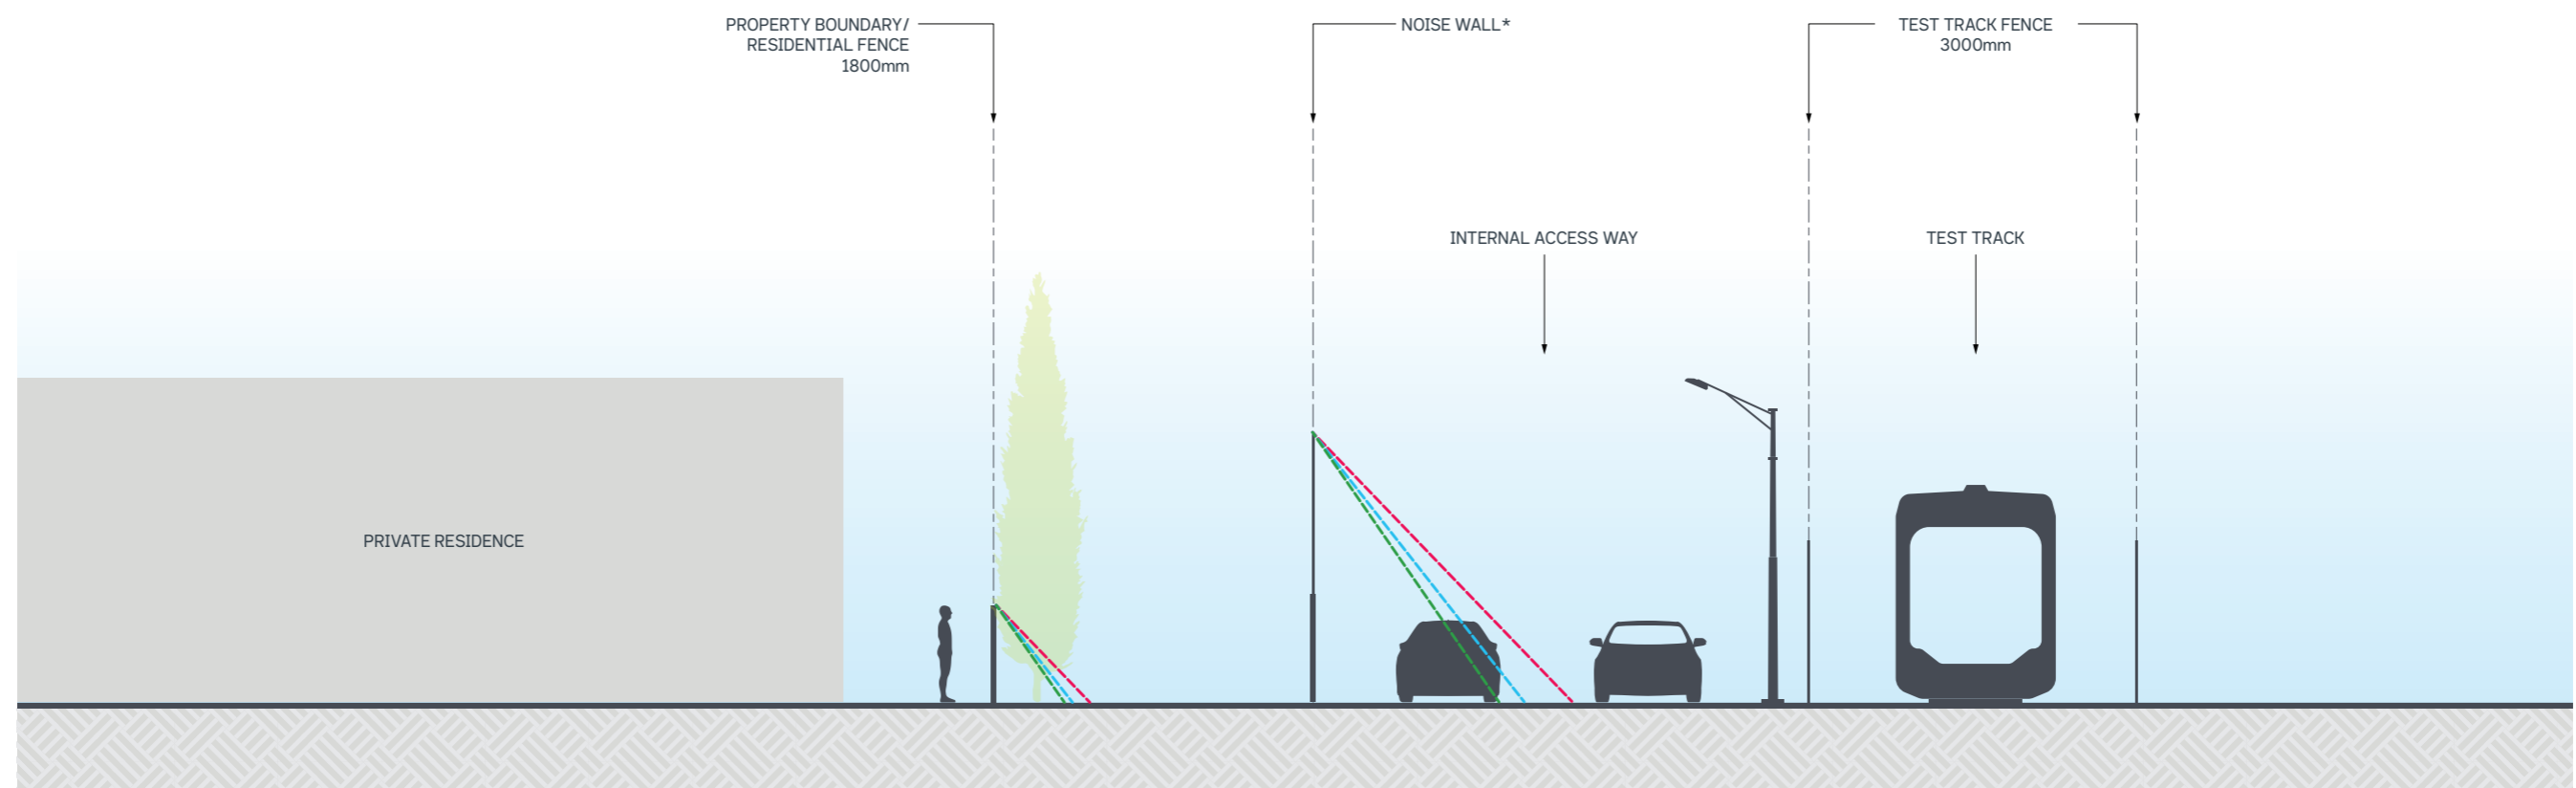 PROPERTY BOUNDARY/
RESIDENTIAL FENCE
1800mm
NOISE WALL*
TEST TRACK FENCE
3000mm
INTERNAL ACCESS WAY
TEST TRACK
PRIVATE RESIDENCE